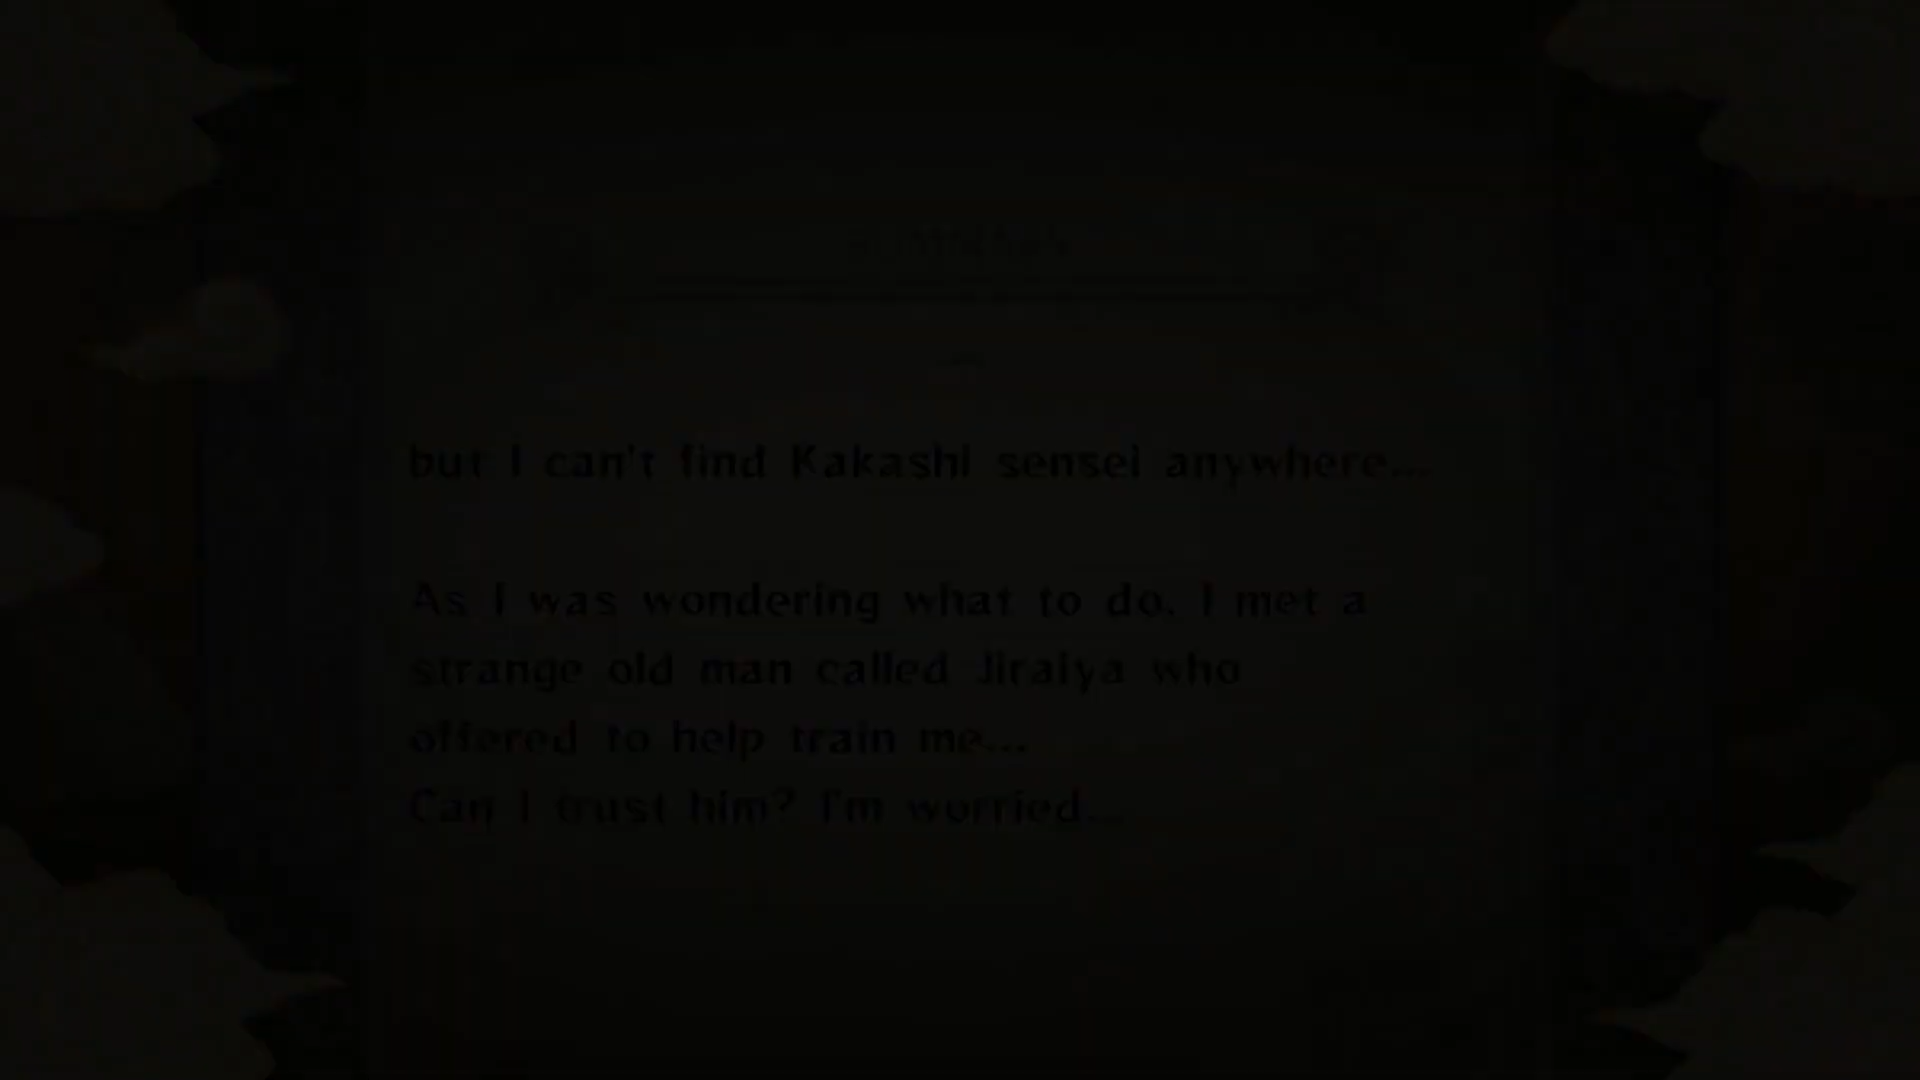 but I can't find Kakashi sensei anywhere...
As I was wondering what to do, I met a
strange old man called Jiraiya who
offered to help train me...
Can I trust him? I'm worried...